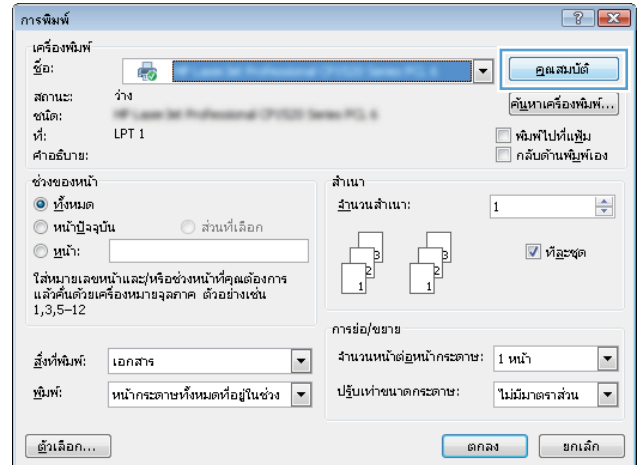 การพิมพ์
เครื่องพิมพ์
ชื่อ:
คุณสมบัติ
สถานะ: ว่าง
ชนิด:
ค้นหาเครื่องพิมพ์...
ที่: LPT 1
พิมพ์ไปที่แฟ้ม
คำอธิบาย:
กลับด้านพิมพ์เอง
ช่วงของหน้า
ทั้งหมด
หน้าปัจจุบัน ส่วนที่เลือก
หน้า:
ใส่หมายเลขหน้าและ/หรือช่วงหน้าที่คุณต้องการ
แล้วคั่นด้วยเครื่องหมายจุลภาค ตัวอย่างเช่น
1,3,5–12
สำเนา
จำนวนสำเนา: 1
1 2 3 1 2 3
ทีละชุด
สิ่งที่พิมพ์: เอกสาร
พิมพ์: หน้ากระดาษทั้งหมดที่อยู่ในช่วง
การย่อ/ขยาย
จำนวนหน้าต่อหน้ากระดาษ: 1 หน้า
ปรับเท่าขนาดกระดาษ: ไม่มีมาตราส่วน
ตัวเลือก... ตกลง ยกเลิก